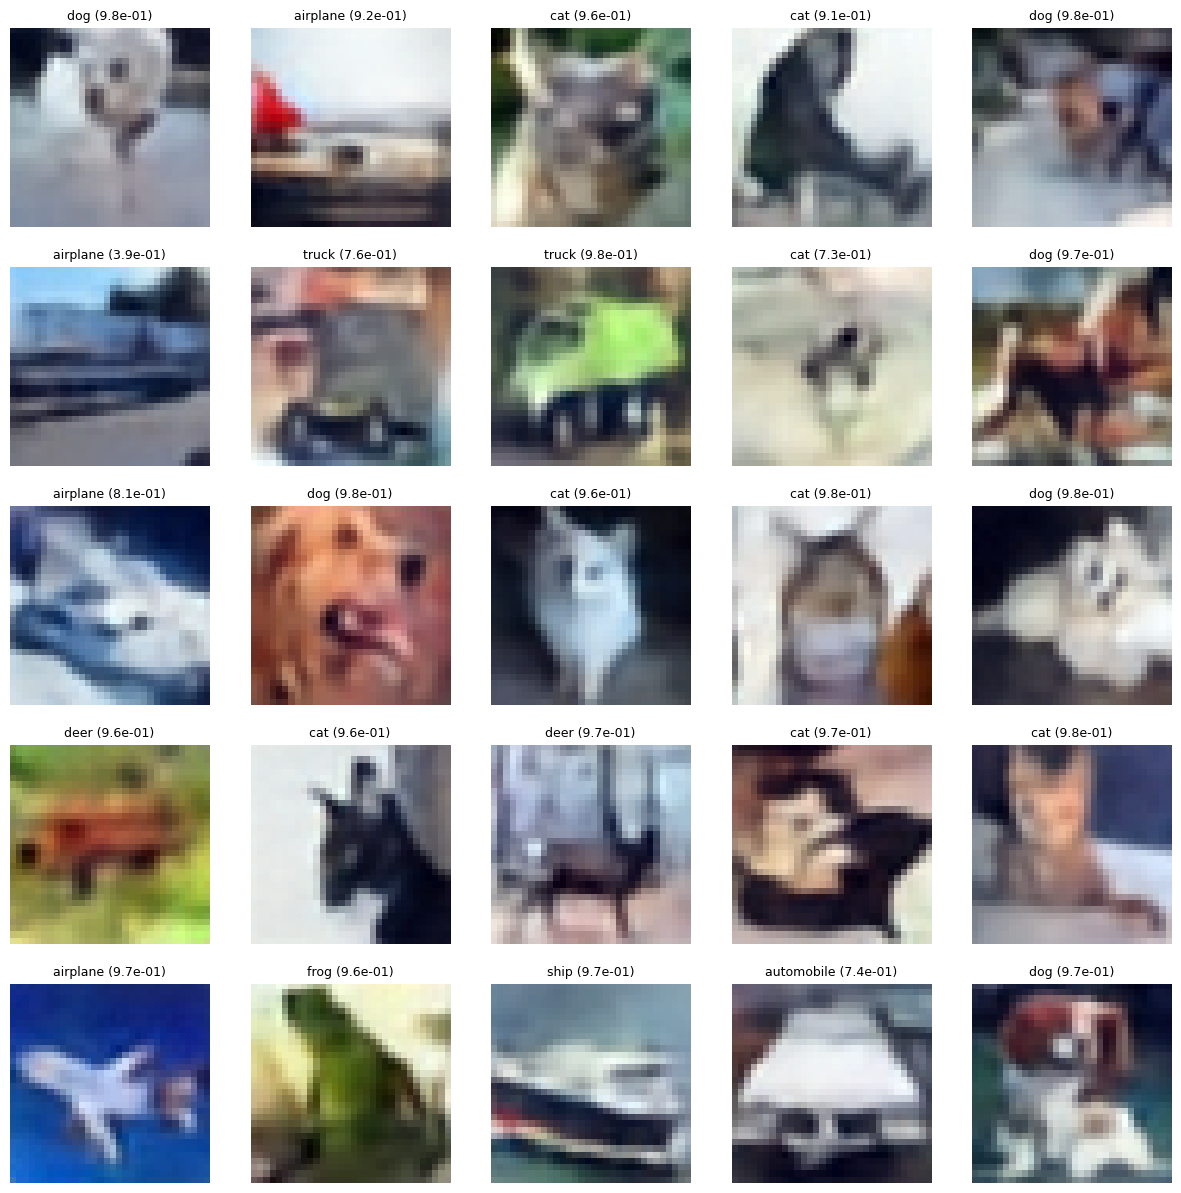 dog (9.8e-01) airplane (9.2e-01) cat (9.6e-01) cat (9.1e-01) dog (9.8e-01)
airplane (3.9e-01) truck (7.6e-01) truck (9.8e-01) cat (7.3e-01) dog (9.7e-01)
airplane (8.1e-01) dog (9.8e-01) cat (9.6e-01) cat (9.8e-01) dog (9.8e-01)
deer (9.6e-01) cat (9.6e-01) deer (9.7e-01) cat (9.7e-01) cat (9.8e-01)
airplane (9.7e-01) frog (9.6e-01) ship (9.7e-01) automobile (7.4e-01) dog (9.7e-01)